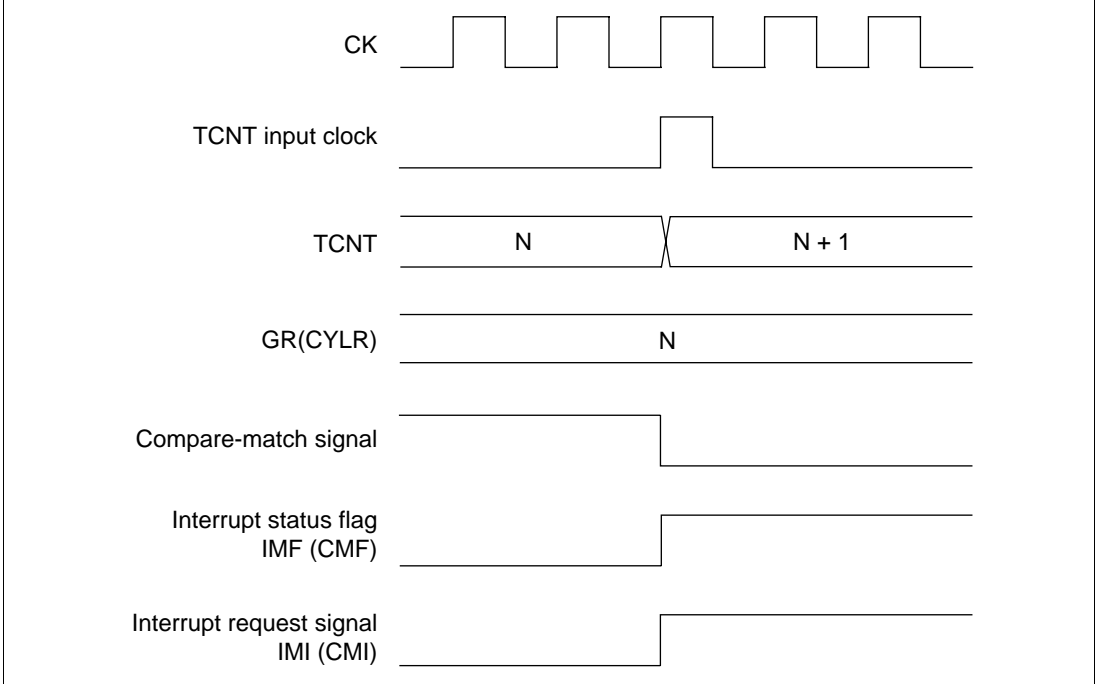 CK
TCNT input clock
TCNT
N
N + 1
GR(CYLR)
N
Compare-match signal
Interrupt status flag
IMF (CMF)
Interrupt request signal
IMI (CMI)